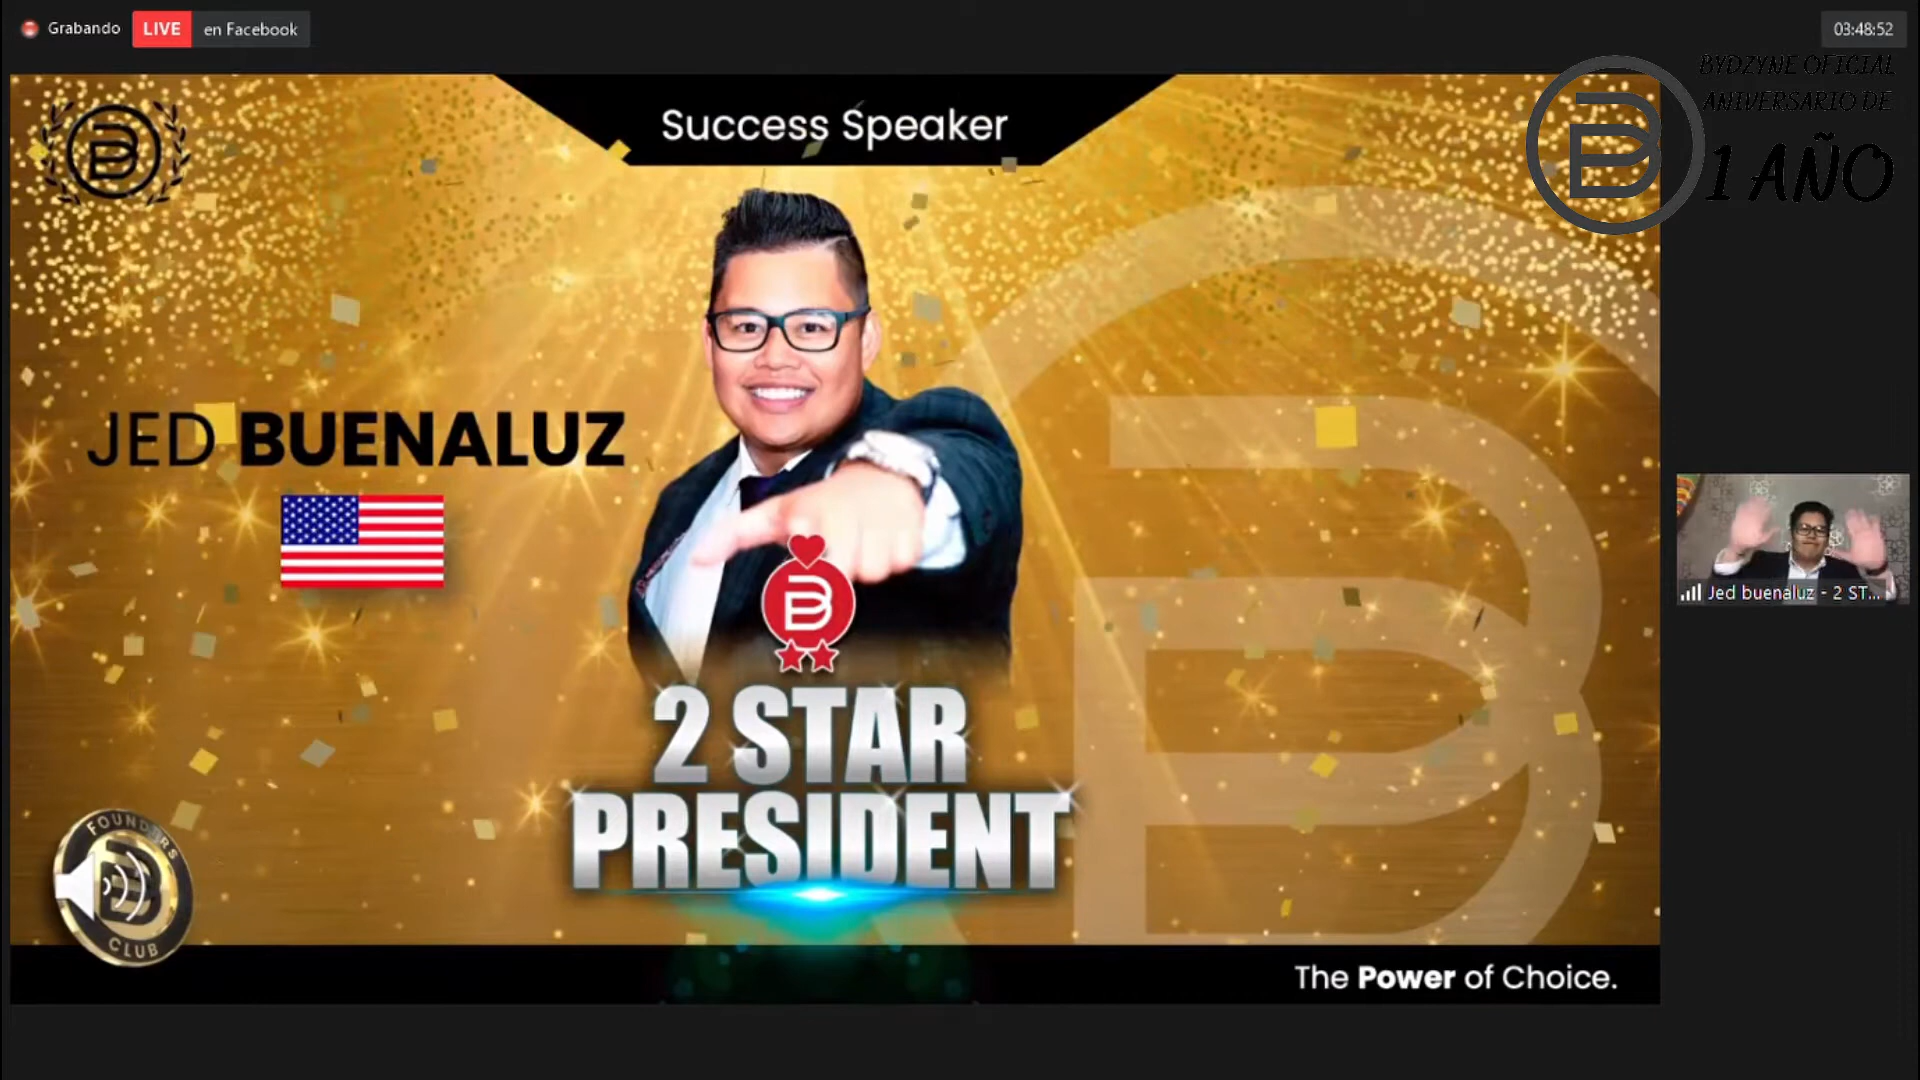 Grabando
LIVE
en Facebook
03:48:52
BYDZYNE OFICIAL
ANIVERSARIO DE
1 AÑO
Success Speaker
JED BUENALUZ
2 STAR
PRESIDENT
Jed buenaluz - 2 ST...
FOUNDERS
CLUB
The Power of Choice.